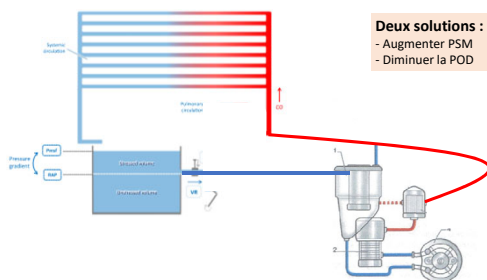 Deux solutions :
- Augmenter PSM
- Diminuer la POD
Systemic
circulation
Pulmonary
circulation
CO
Pmsf
Pressure
gradient
RAP
Stressed volume
Unstressed volume
VR
1
2